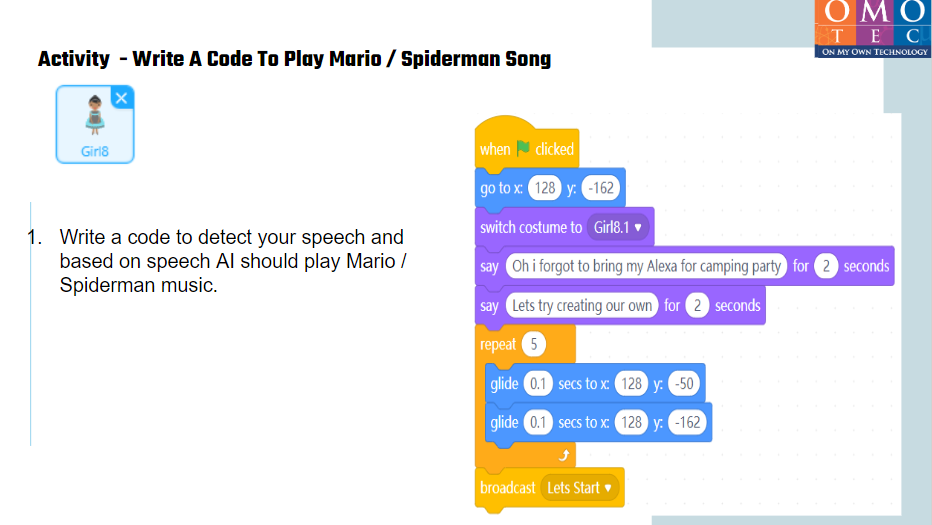 OMO
TEC
ON MY OWN TECHNOLOGY
Activity - Write A Code To Play Mario / Spiderman Song
Girl8
1. Write a code to detect your speech and
based on speech AI should play Mario /
Spiderman music.
when clicked
go to x: 128 y: -162
switch costume to Girl8.1
say Oh i forgot to bring my Alexa for camping party for 2 seconds
say Lets try creating our own for 2 seconds
repeat 5
glide 0.1 secs to x: 128 y: -50
glide 0.1 secs to x: 128 y: -162
broadcast Lets Start